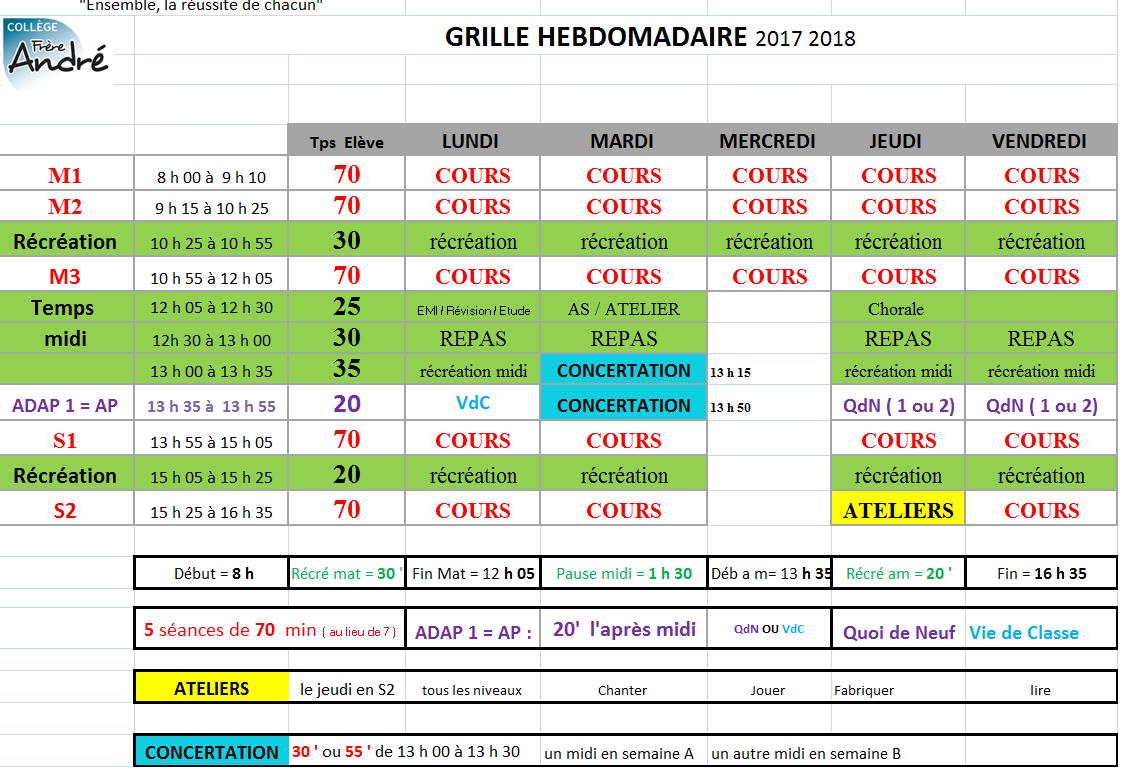 "Ensemble, la réussite de chacun"
COLLÈGE
Frère
André
GRILLE HEBDOMADAIRE 2017 2018
Tps Elève LUNDI MARDI MERCREDI JEUDI VENDREDI
M1 8 h 00 à 9 h 10 70 COURS COURS COURS COURS COURS
M2 9 h 15 à 10 h 25 70 COURS COURS COURS COURS COURS
Récréation 10 h 25 à 10 h 55 30 récréation récréation récréation récréation récréation
M3 10 h 55 à 12 h 05 70 COURS COURS COURS COURS COURS
Temps 12 h 05 à 12 h 30 25 EMI / Révision / Etude AS / ATELIER Chorale
midi 12h 30 à 13 h 00 30 REPAS REPAS REPAS REPAS
13 h 00 à 13 h 35 35 récréation midi CONCERTATION 13 h 15 récréation midi récréation midi
ADAP 1 = AP 13 h 35 à 13 h 55 20 VdC CONCERTATION 13 h 50 QdN ( 1 ou 2) QdN ( 1 ou 2)
S1 13 h 55 à 15 h 05 70 COURS COURS COURS COURS
Récréation 15 h 05 à 15 h 25 20 récréation récréation récréation récréation
S2 15 h 25 à 16 h 35 70 COURS COURS ATELIERS COURS
Début = 8 h Récré mat = 30 ' Fin Mat = 12 h 05 Pause midi = 1 h 30 Déb a m= 13 h 35 Récré am = 20 ' Fin = 16 h 35
5 séances de 70 min ( au lieu de 7 ) ADAP 1 = AP : 20' l'après midi QdN OU VdC Quoi de Neuf Vie de Classe
ATELIERS le jeudi en S2 tous les niveaux Chanter Jouer Fabriquer lire
CONCERTATION 30 ' ou 55 ' de 13 h 00 à 13 h 30 un midi en semaine A un autre midi en semaine B